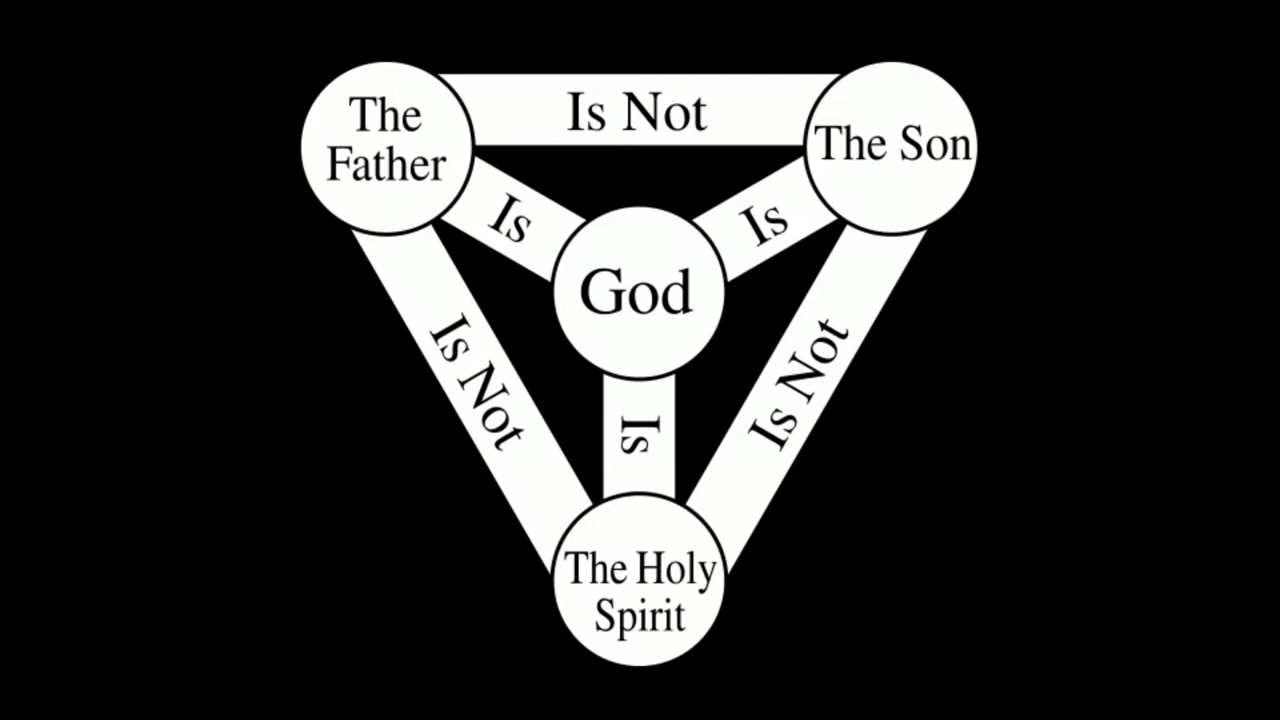 The
Father
Is Not
The Son
Is
Is
God
Is Not
Is
Is Not
The Holy
Spirit